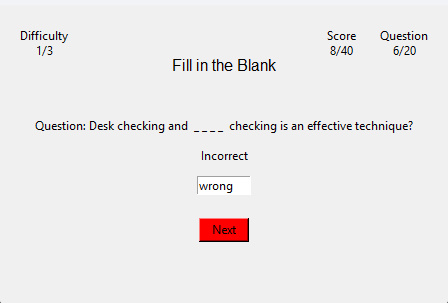 Difficulty
1/3
Score
8/40
Question
6/20
Fill in the Blank
Question: Desk checking and _ _ _ _ checking is an effective technique?
Incorrect
wrong
Next